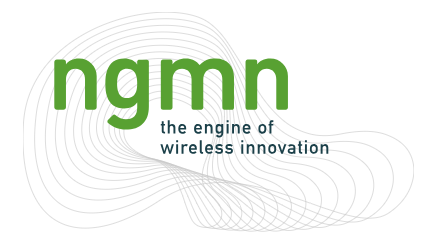 ngmn
the engine of
wireless innovation